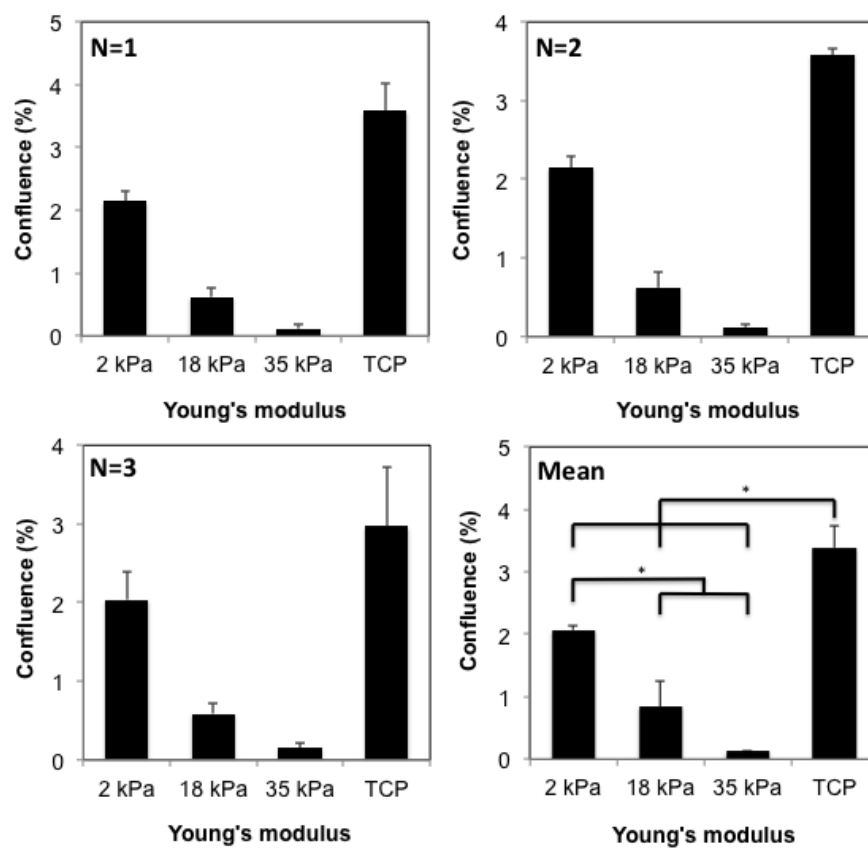 N=1
Confluence (%)
5
4
3
2
1
0
2 kPa 18 kPa 35 kPa TCP
Young's modulus
N=2
Confluence (%)
4
3
2
1
0
2 kPa 18 kPa 35 kPa TCP
Young's modulus
N=3
Confluence (%)
4
3
2
1
0
2 kPa 18 kPa 35 kPa TCP
Young's modulus
Mean
Confluence (%)
5
4
3
2
1
0
*
*
2 kPa 18 kPa 35 kPa TCP
Young's modulus